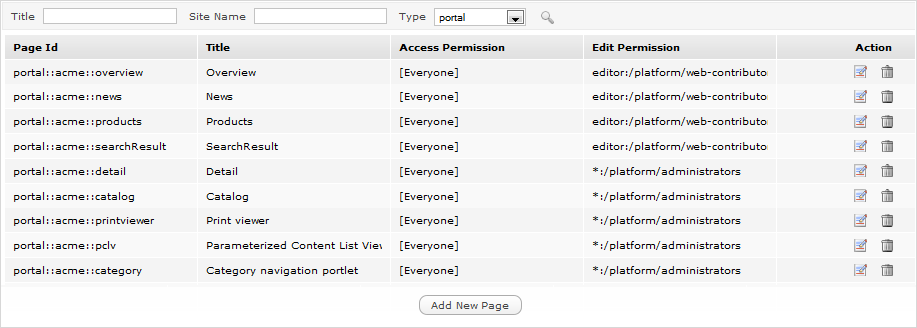 Title Site Name Type portal
Page Id Title Access Permission Edit Permission Action
portal::acme::overview Overview [Everyone] editor:/platform/web-contributo
portal::acme::news News [Everyone] editor:/platform/web-contributo
portal::acme::products Products [Everyone] editor:/platform/web-contributo
portal::acme::searchResult SearchResult [Everyone] editor:/platform/web-contributo
portal::acme::detail Detail [Everyone] *:/platform/administrators
portal::acme::catalog Catalog [Everyone] *:/platform/administrators
portal::acme::printviewer Print viewer [Everyone] *:/platform/administrators
portal::acme::pclv Parameterized Content List View [Everyone] *:/platform/administrators
portal::acme::category Category navigation portlet [Everyone] *:/platform/administrators
Add New Page